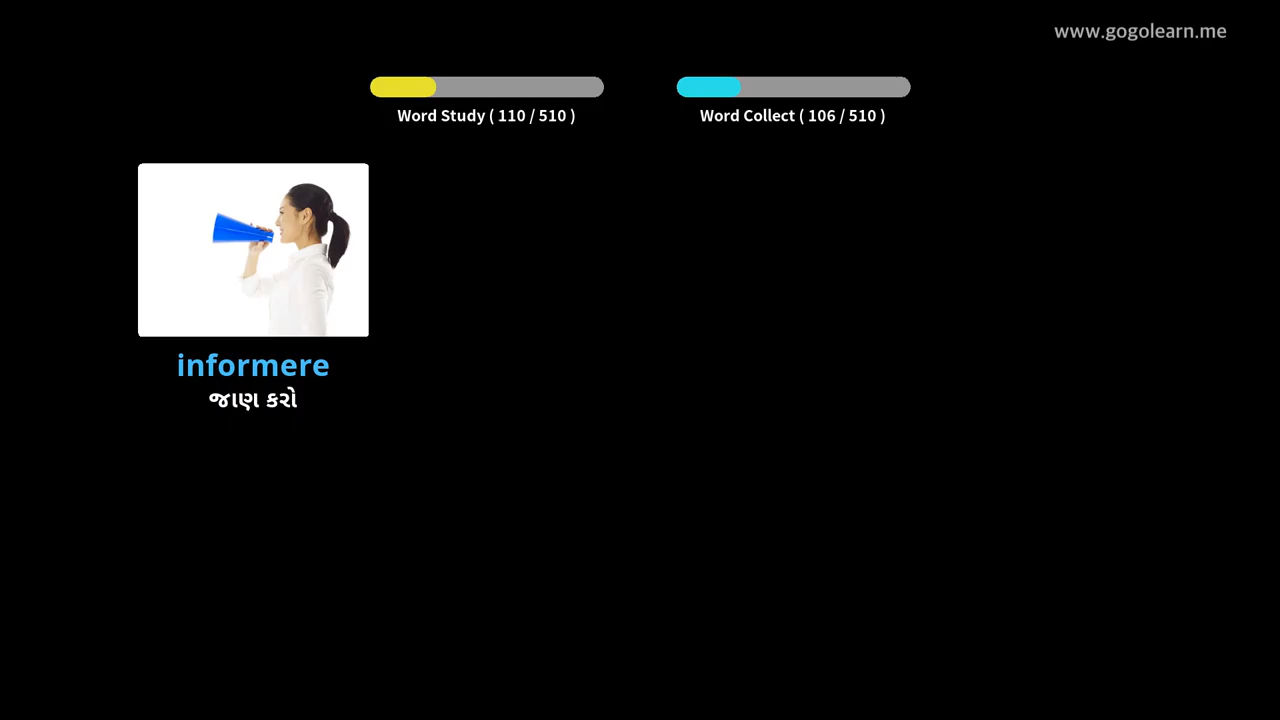 www.gogolearn.me
Word Study ( 110 / 510 )
Word Collect ( 106 / 510 )
informere
જાણ કરો